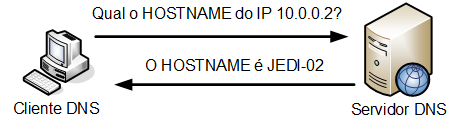 Qual o HOSTNAME do IP 10.0.0.2?
O HOSTNAME é JEDI-02
Cliente DNS
Servidor DNS